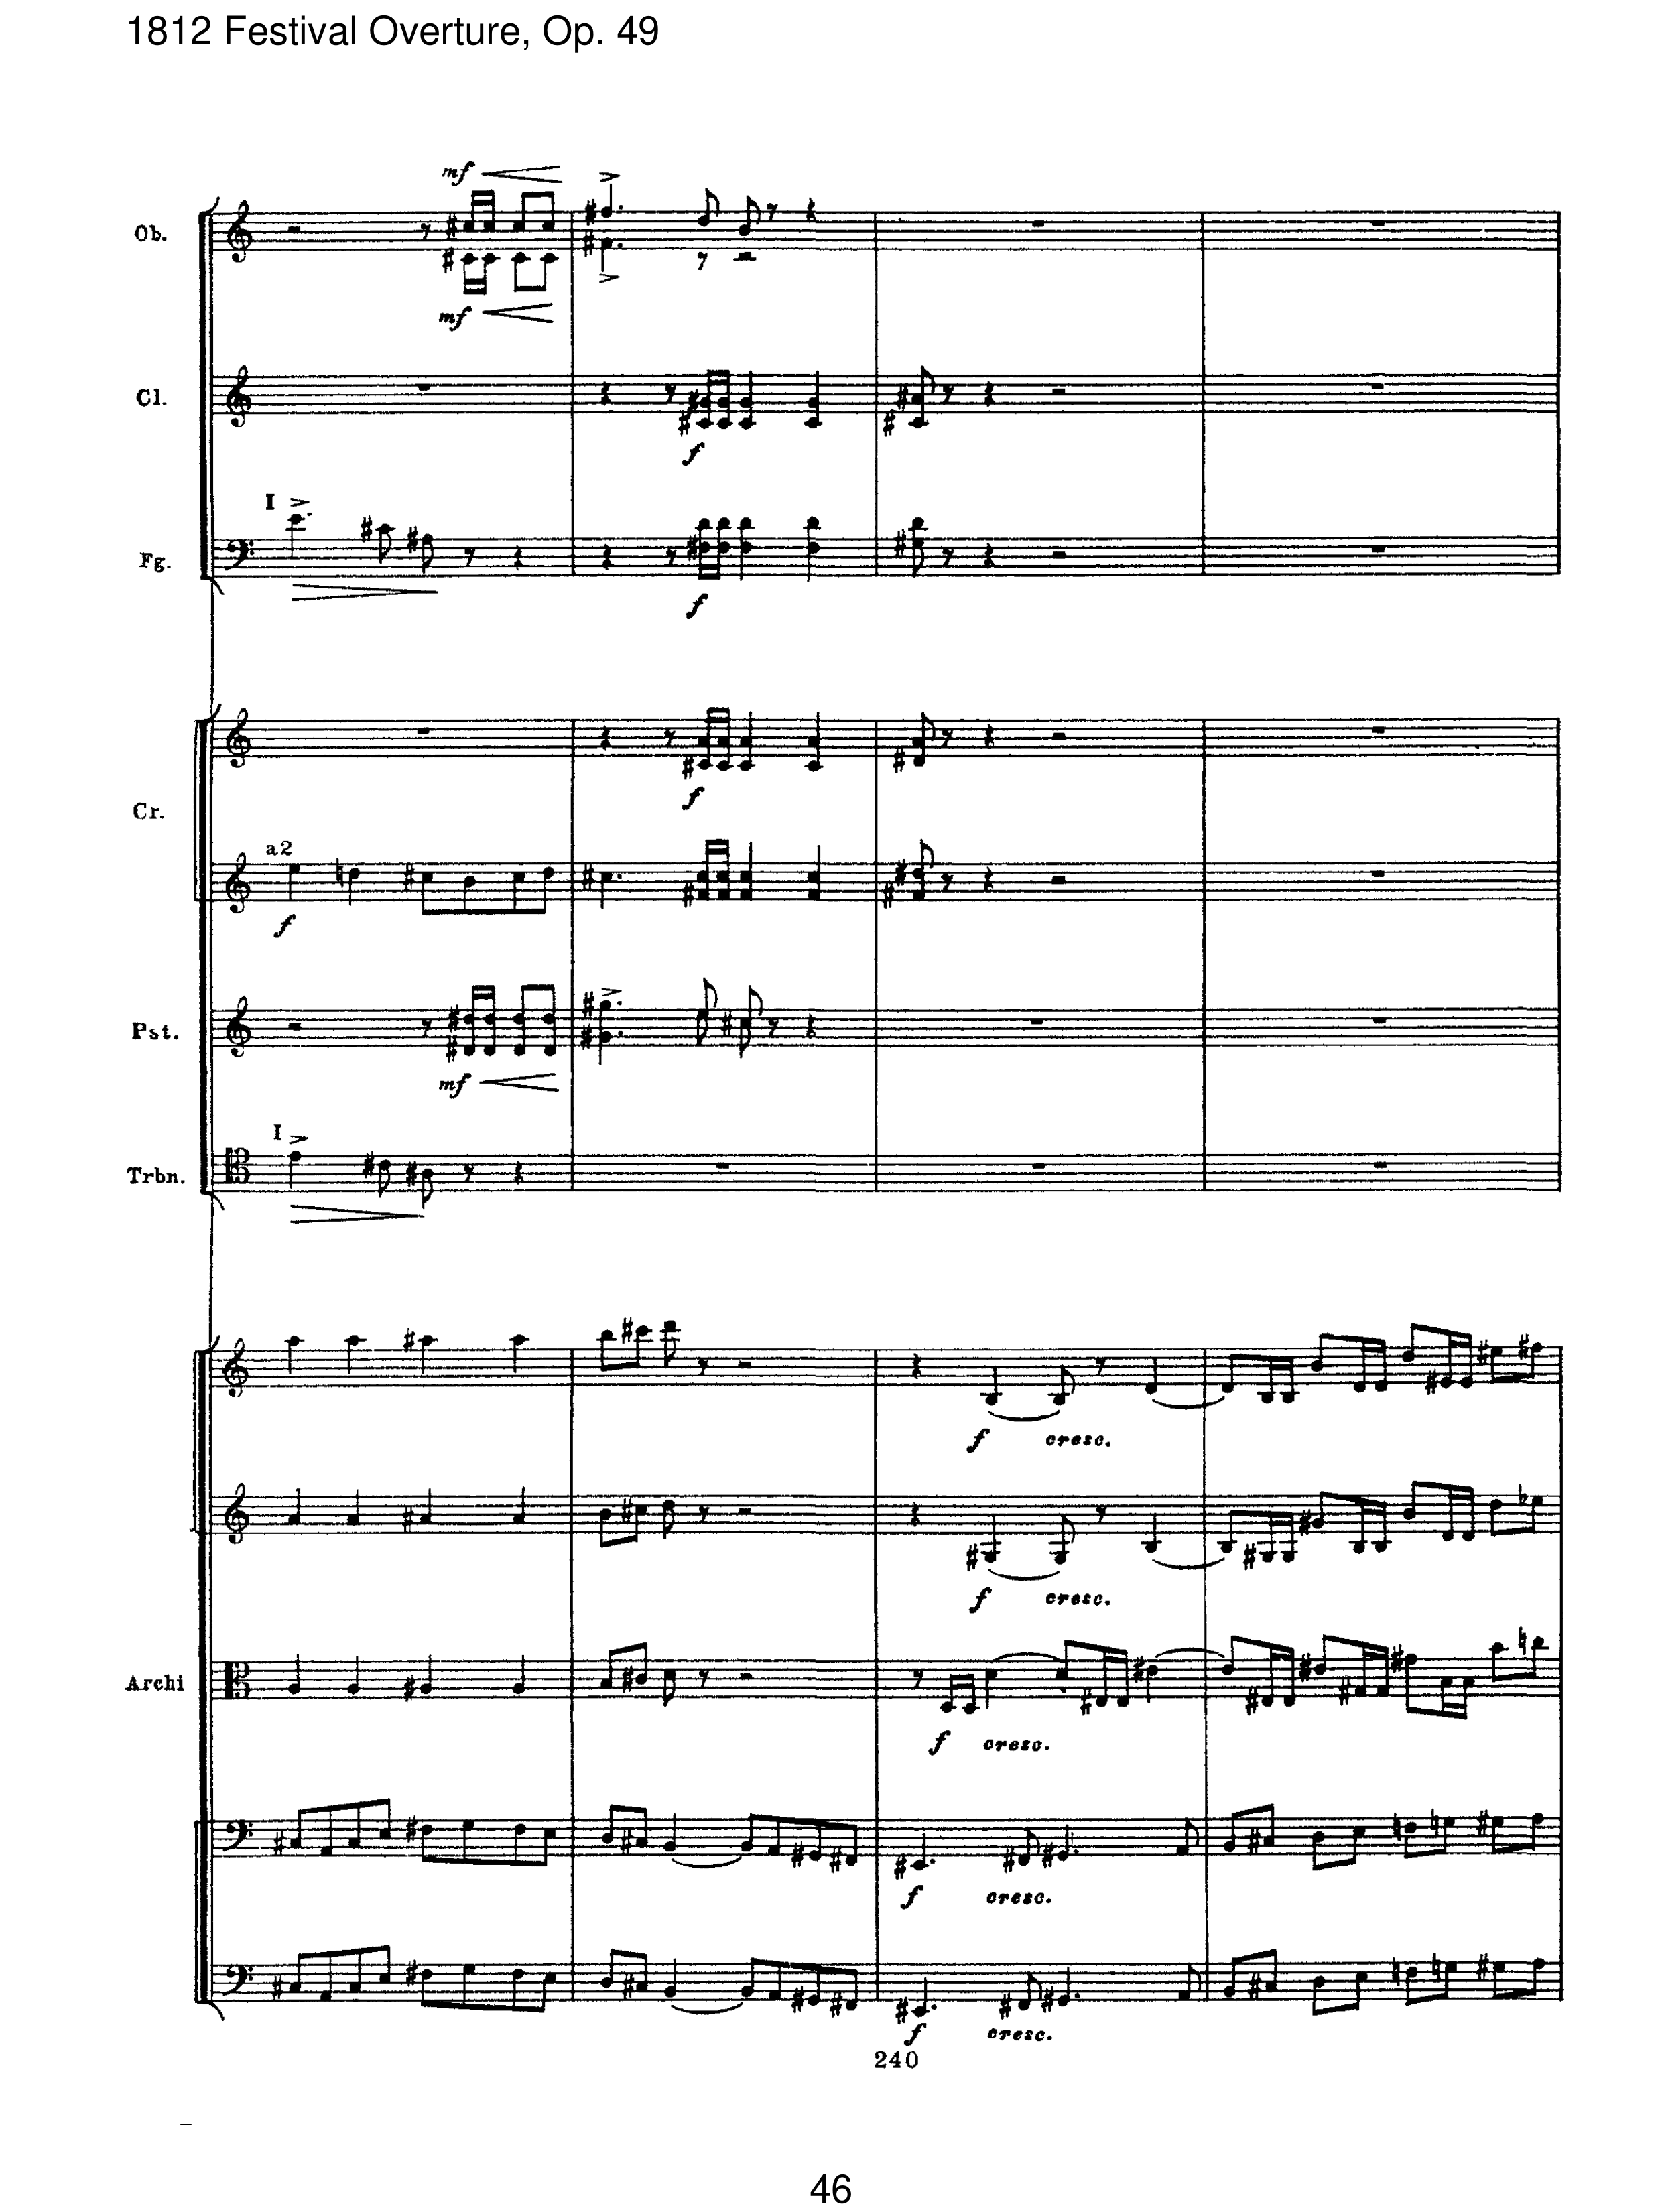 1812 Festival Overture, Op. 49
mf
Ob.
mf
Cl.
f
I
Fg.
f
Cr.
f
a2
f
Pst.
mf
I
Trbn.
f cresc.
f cresc.
Archi
f cresc.
f cresc.
f cresc.
240
46